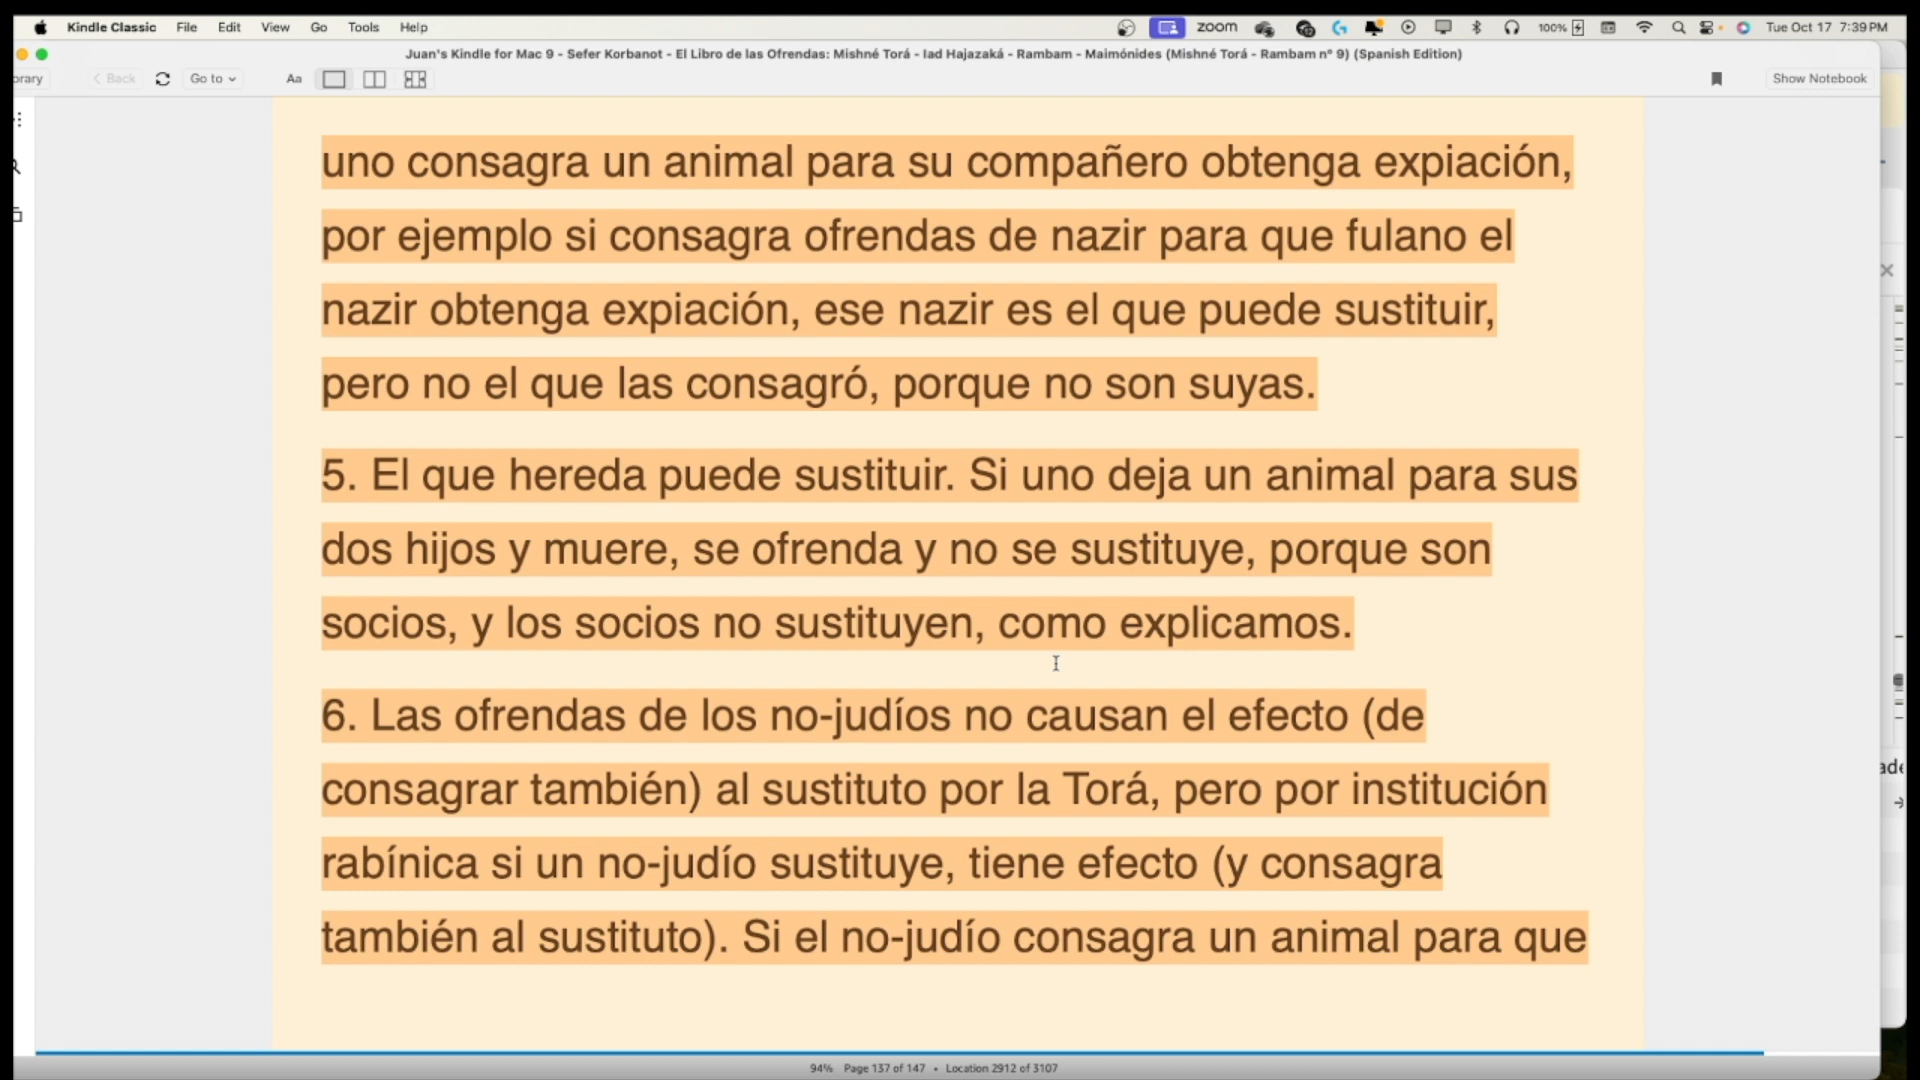 Kindle Classic File Edit View Go Tools Help zoom 100% Tue Oct 17 7:39 PM
Juan's Kindle for Mac 9 - Sefer Korbanot - El Libro de las Ofrendas: Mishné Torá - Iad Hajazaká - Rambam - Maimónides (Mishné Torá - Rambam nº 9) (Spanish Edition)
Back Go to Aa Show Notebook
uno consagra un animal para su compañero obtenga expiación,
por ejemplo si consagra ofrendas de nazir para que fulano el
nazir obtenga expiación, ese nazir es el que puede sustituir,
pero no el que las consagró, porque no son suyas.
5. El que hereda puede sustituir. Si uno deja un animal para sus
dos hijos y muere, se ofrenda y no se sustituye, porque son
socios, y los socios no sustituyen, como explicamos.
6. Las ofrendas de los no-judíos no causan el efecto (de
consagrar también) al sustituto por la Torá, pero por institución
rabínica si un no-judío sustituye, tiene efecto (y consagra
también al sustituto). Si el no-judío consagra un animal para que
94% Page 137 of 147 • Location 2912 of 3107